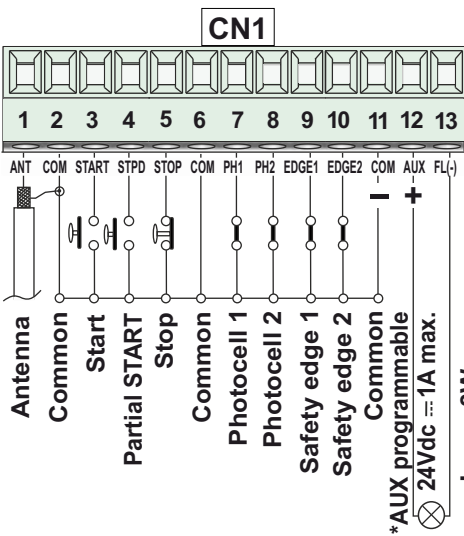 CN1
1 2 3 4 5 6 7 8 9 10 11 12 13
ANT COM START STPD STOP COM PH1 PH2 EDGE1 EDGE2 COM AUX FL(-)
− +
Antenna
Common
Start
Partial START
Stop
Common
Photocell 1
Photocell 2
Safety edge 1
Safety edge 2
Common
*AUX programmable
24Vdc ⎓ 1A max.